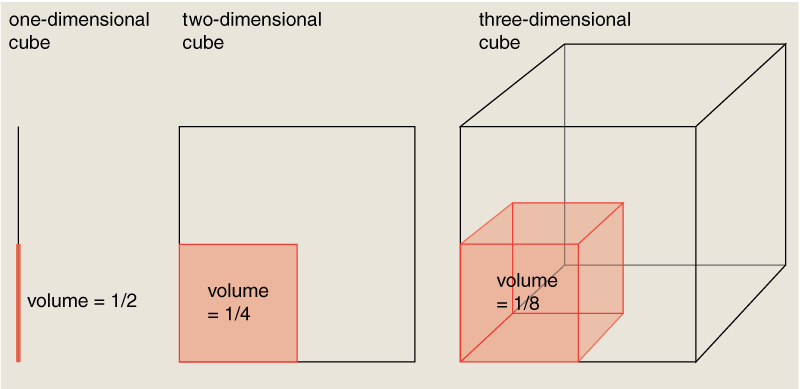 one-dimensional
cube
two-dimensional
cube
three-dimensional
cube
volume = 1/2
volume
= 1/4
volume
= 1/8